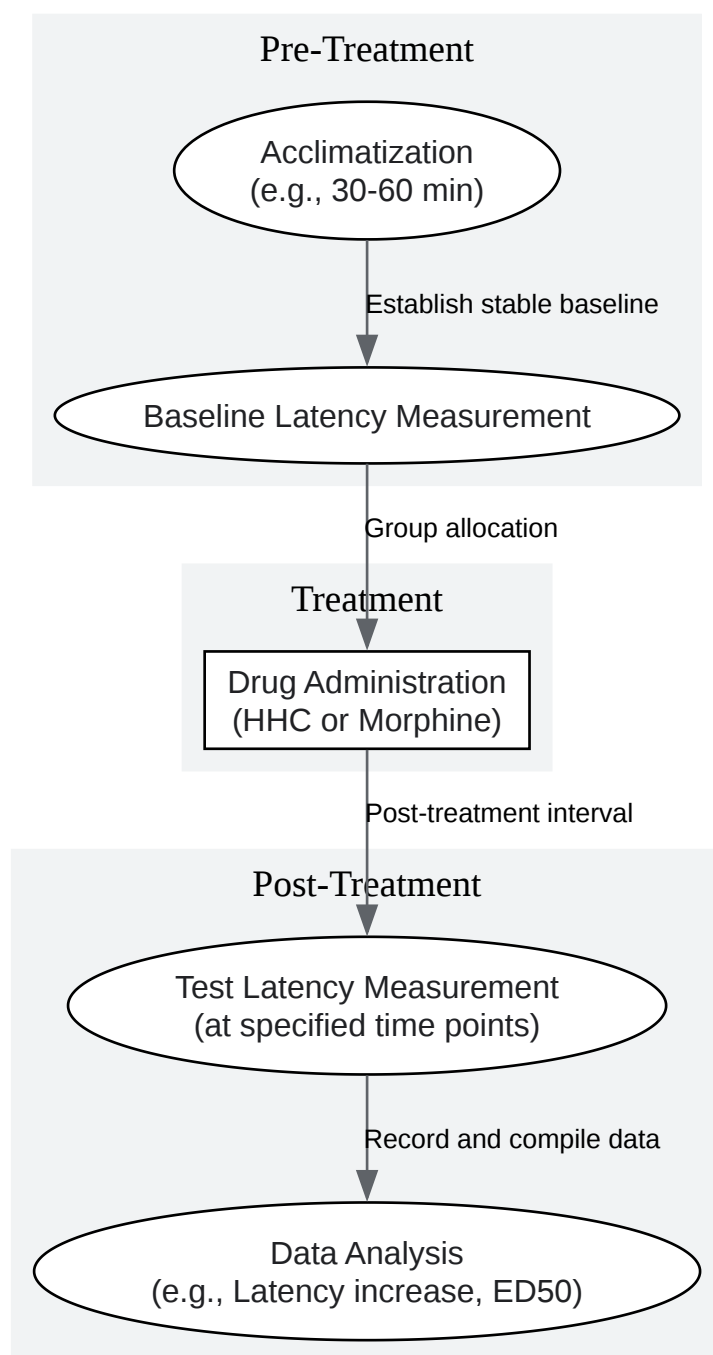 Pre-Treatment
Acclimatization
(e.g., 30-60 min)
Establish stable baseline
Baseline Latency Measurement
Group allocation
Treatment
Drug Administration
(HHC or Morphine)
Post-treatment interval
Post-Treatment
Test Latency Measurement
(at specified time points)
Record and compile data
Data Analysis
(e.g., Latency increase, ED50)